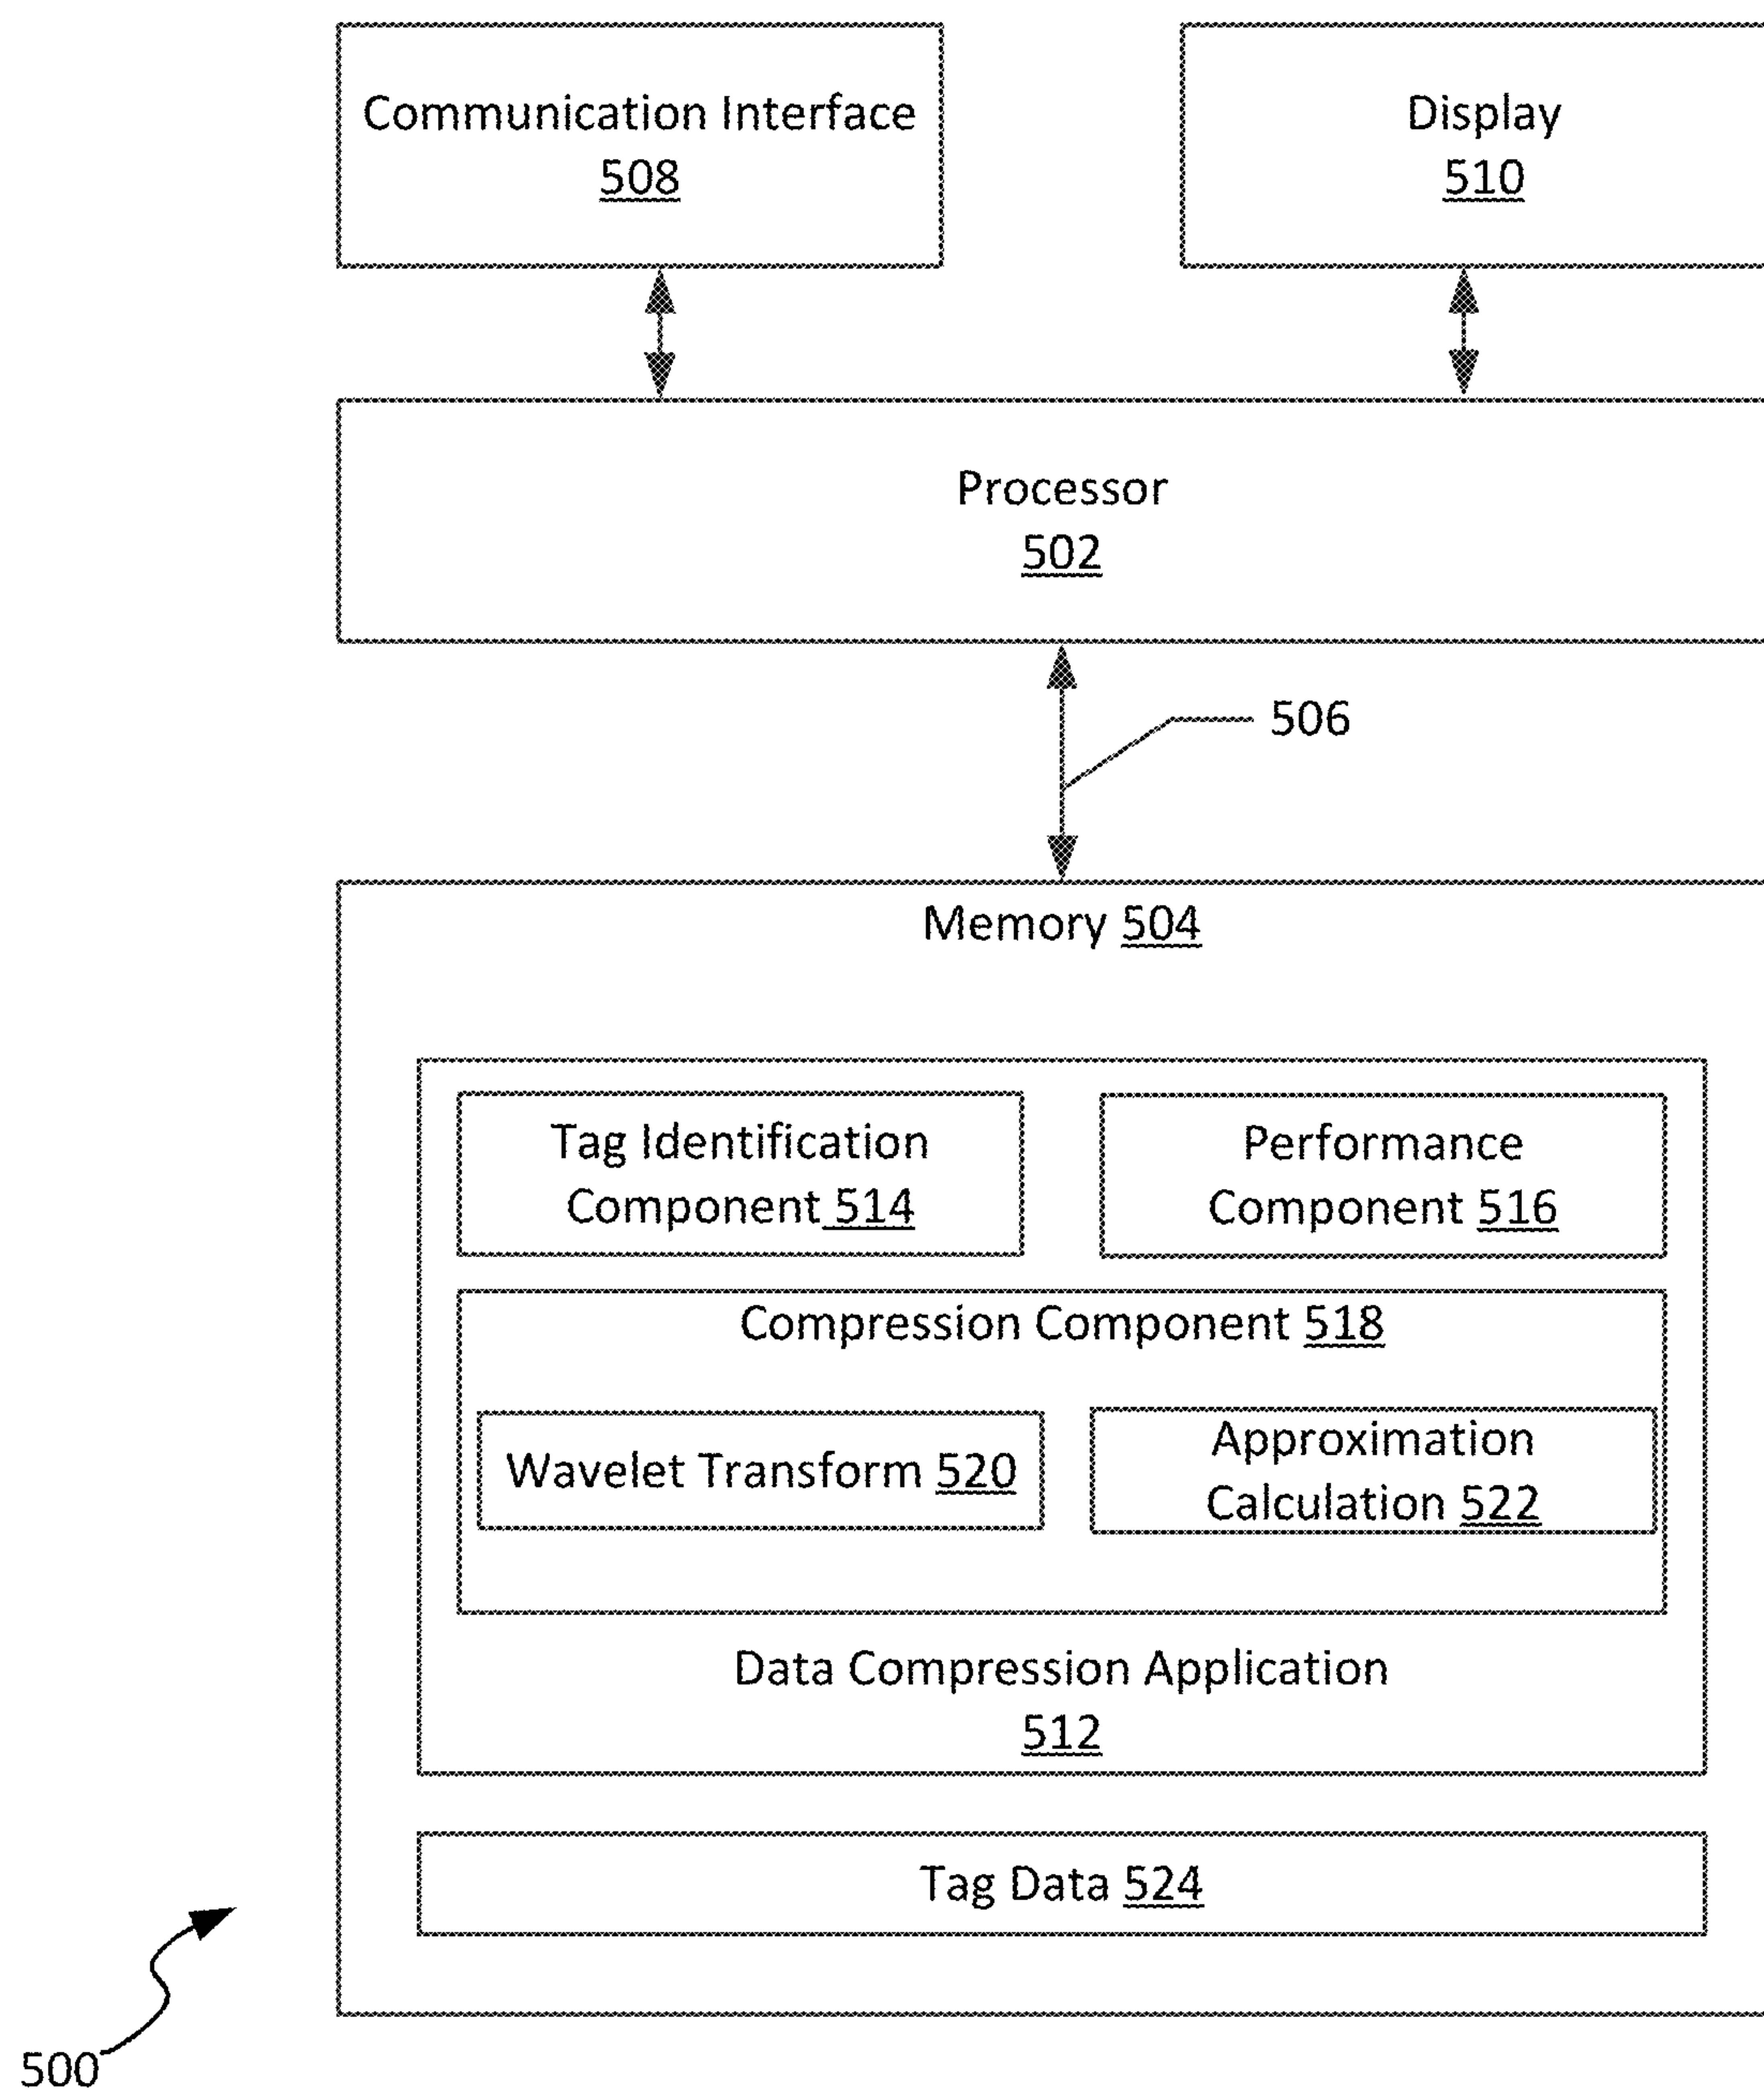 Communication Interface
508
Display
510
Processor
502
506
Memory 504
Tag Identification
Component 514
Performance
Component 516
Compression Component 518
Wavelet Transform 520
Approximation
Calculation 522
Data Compression Application
512
Tag Data 524
500